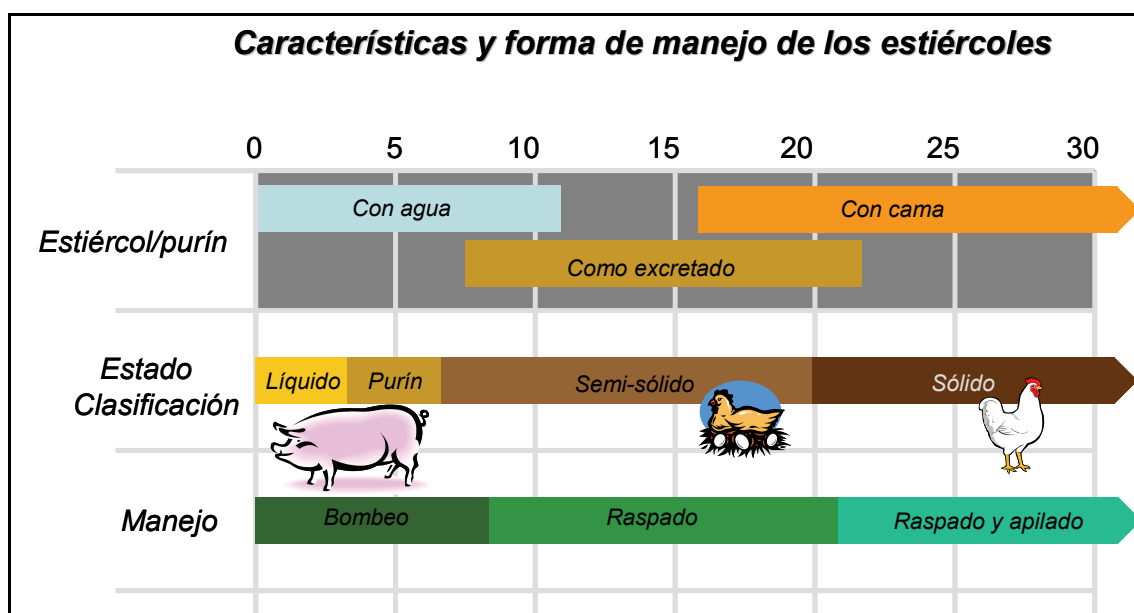 Características y forma de manejo de los estiércoles
0 5 10 15 20 25 30
Con agua
Con cama
Estiércol/purín
Como excretado
Estado
Clasificación
Líquido
Purín
Semi-sólido
Sólido
Manejo
Bombeo
Raspado
Raspado y apilado